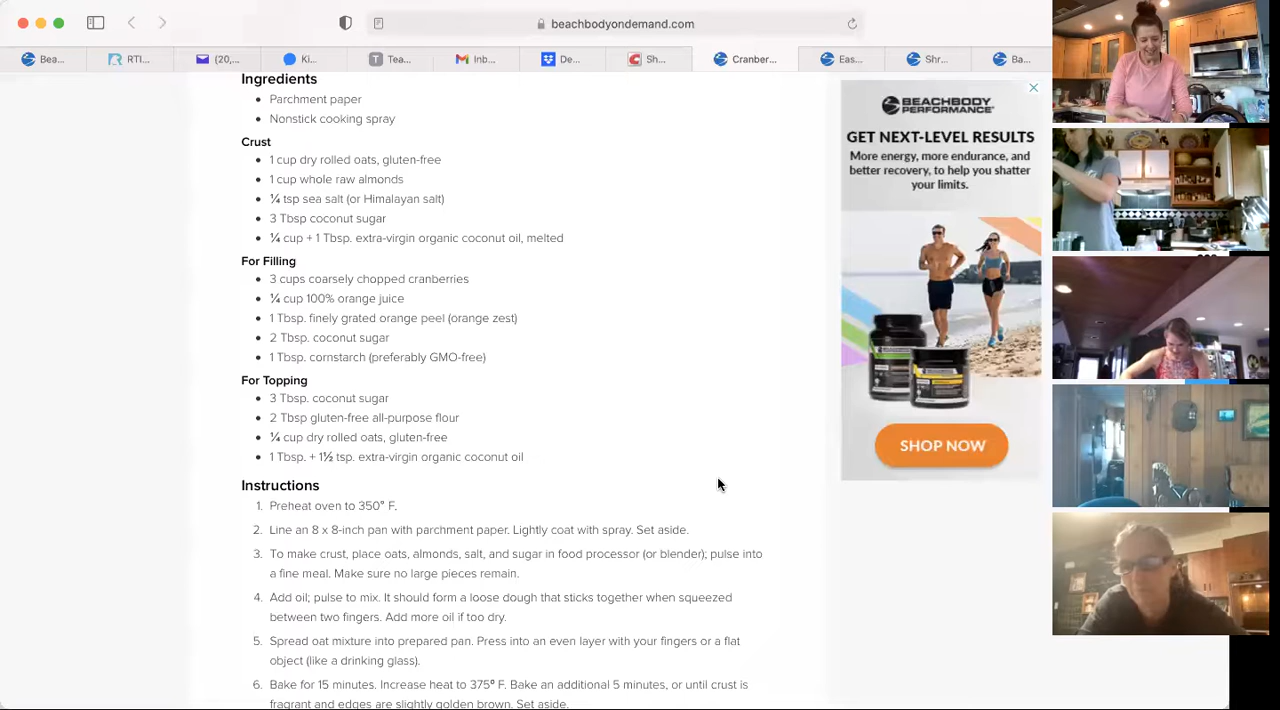 beachbodyondemand.com
Bea...
RTI...
(20,...
Ki...
Tea...
Inb...
De...
Sh...
Cranber...
Eas...
Shr...
Ba...
Ingredients
Parchment paper
Nonstick cooking spray
Crust
1 cup dry rolled oats, gluten-free
1 cup whole raw almonds
¼ tsp sea salt (or Himalayan salt)
3 Tbsp coconut sugar
¼ cup + 1 Tbsp. extra-virgin organic coconut oil, melted
For Filling
3 cups coarsely chopped cranberries
¼ cup 100% orange juice
1 Tbsp. finely grated orange peel (orange zest)
2 Tbsp. coconut sugar
1 Tbsp. cornstarch (preferably GMO-free)
For Topping
3 Tbsp. coconut sugar
2 Tbsp gluten-free all-purpose flour
¼ cup dry rolled oats, gluten-free
1 Tbsp. + 1½ tsp. extra-virgin organic coconut oil
Instructions
1. Preheat oven to 350° F.
2. Line an 8 x 8-inch pan with parchment paper. Lightly coat with spray. Set aside.
3. To make crust, place oats, almonds, salt, and sugar in food processor (or blender); pulse into
a fine meal. Make sure no large pieces remain.
4. Add oil; pulse to mix. It should form a loose dough that sticks together when squeezed
between two fingers. Add more oil if too dry.
5. Spread oat mixture into prepared pan. Press into an even layer with your fingers or a flat
object (like a drinking glass).
6. Bake for 15 minutes. Increase heat to 375° F. Bake an additional 5 minutes, or until crust is
fragrant and edges are slightly golden brown. Set aside.
BEACHBODY
PERFORMANCE
GET NEXT-LEVEL RESULTS
More energy, more endurance, and
better recovery, to help you shatter
your limits.
SHOP NOW